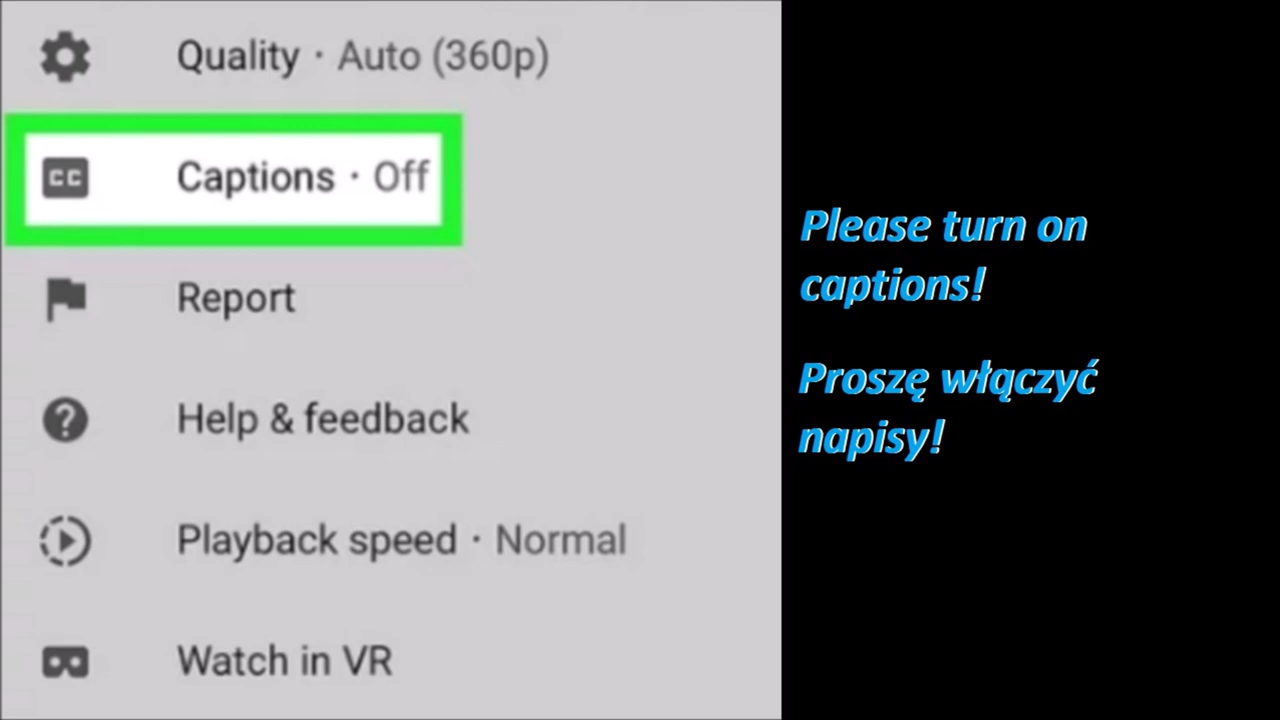 Quality · Auto (360p)
CC Captions · Off
Report
Help & feedback
Playback speed · Normal
Watch in VR
Please turn on
captions!
Proszę włączyć
napisy!